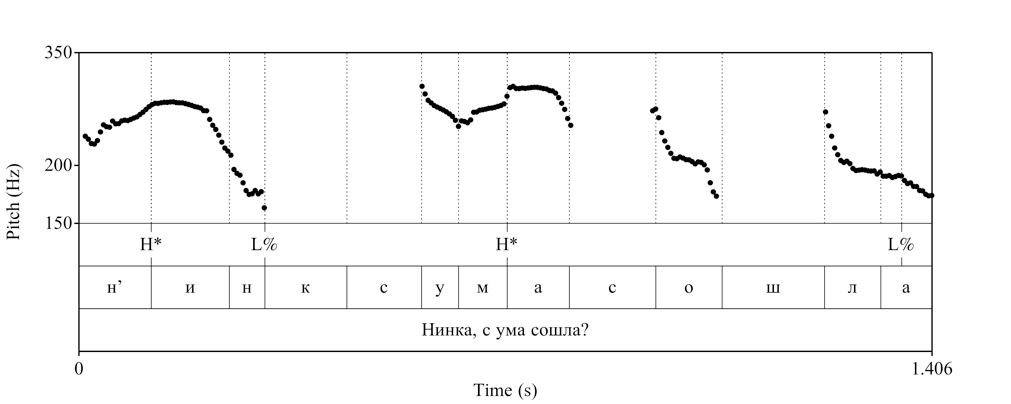 350
200
150
Pitch (Hz)
H* L% H* L%
н’ и н к с у м а с о ш л а
Нинка, с ума сошла?
0 1.406
Time (s)